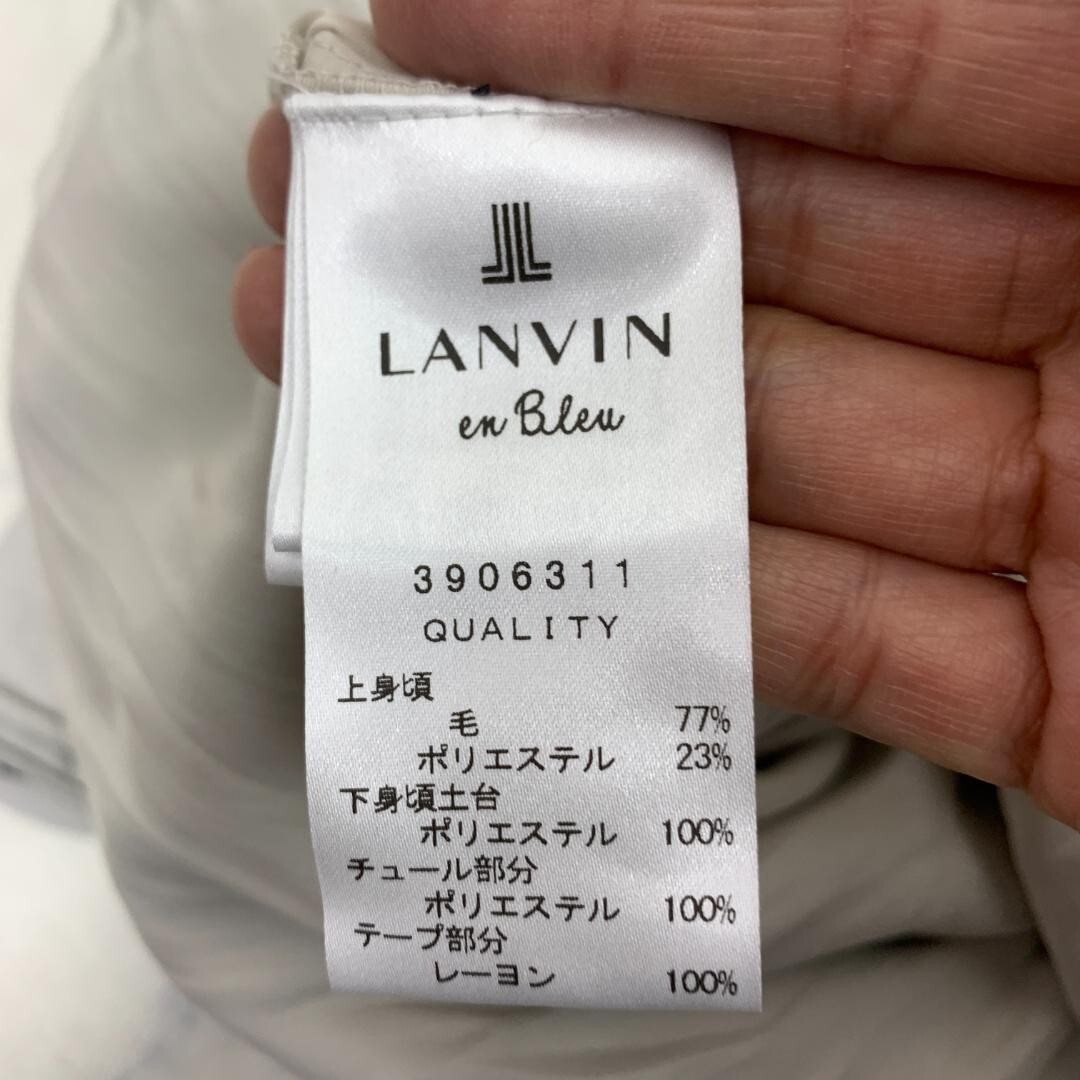 LANVIN
en Bleu
3906311
QUALITY
上身頃
毛 77%
ポリエステル 23%
下身頃土台
ポリエステル 100%
チュール部分
ポリエステル 100%
テープ部分
レーヨン 100%